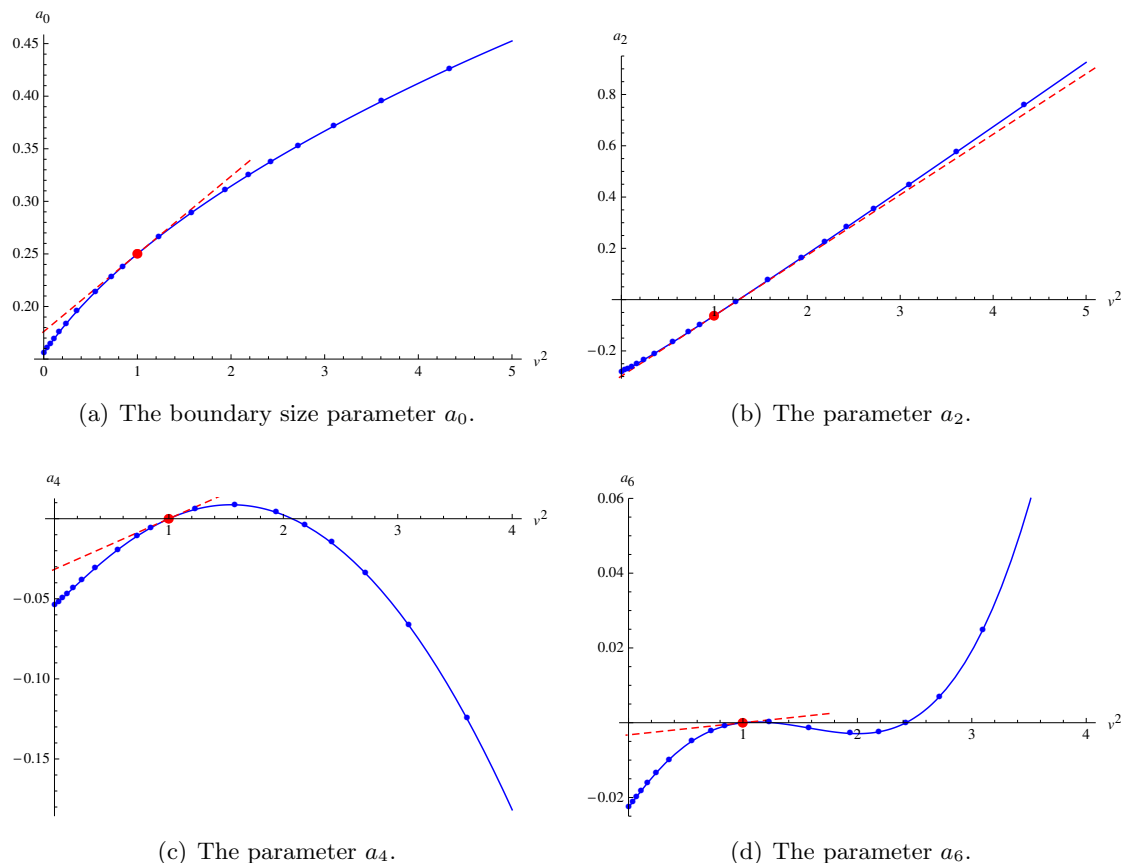 a₀
0.45
0.40
0.35
0.30
0.25
0.20
0 1 2 3 4 5 v²
(a) The boundary size parameter a₀.
a₂
0.8
0.6
0.4
0.2
1 2 3 4 5 v²
−0.2
(b) The parameter a₂.
a₄
1 2 3 4 v²
−0.05
−0.10
−0.15
(c) The parameter a₄.
a₆
0.06
0.04
0.02
1 2 3 4 v²
−0.02
(d) The parameter a₆.